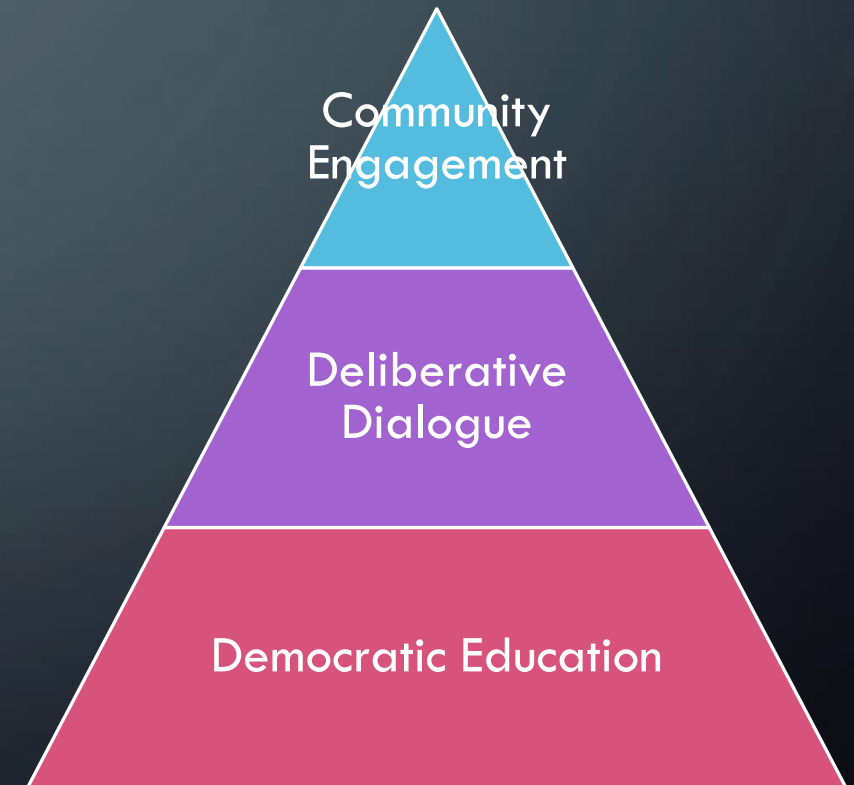 Community
Engagement
Deliberative
Dialogue
Democratic Education